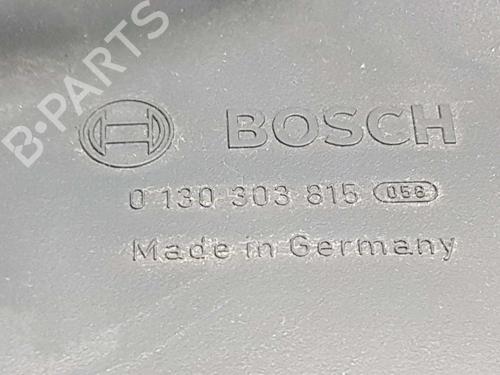 B-PARTS
BOSCH
0 130 303 815 058
Made in Germany